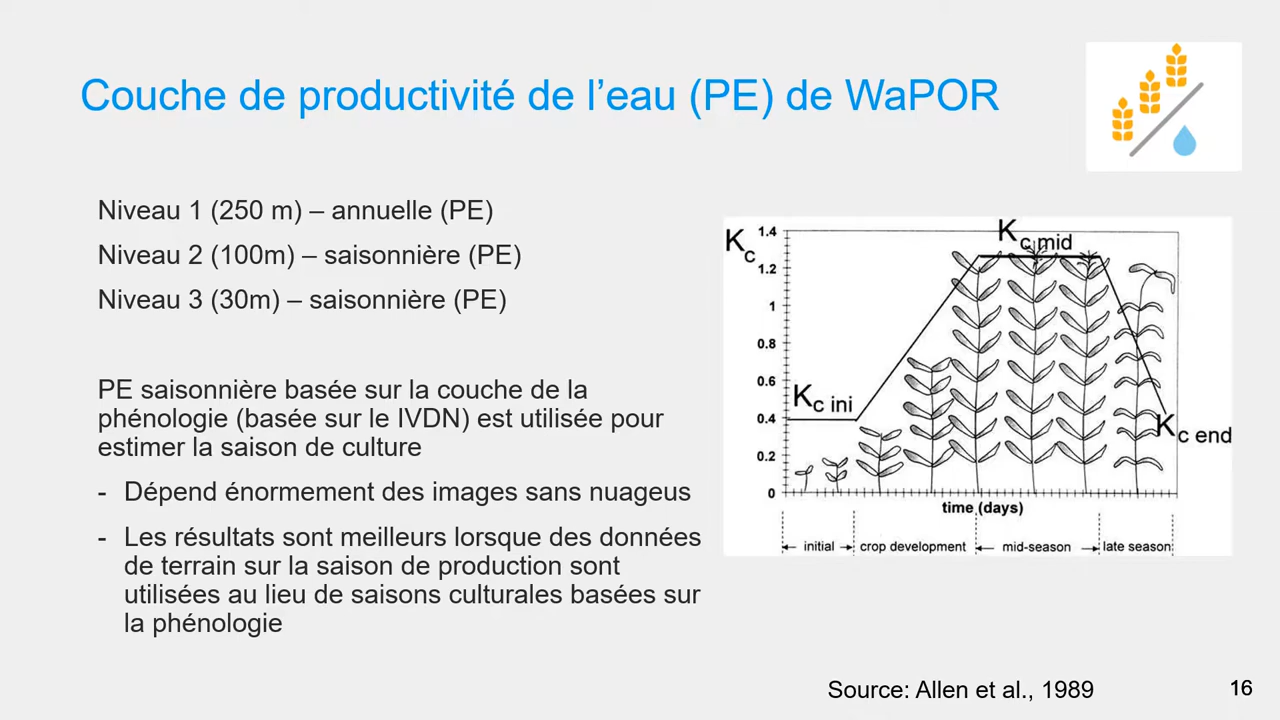 Couche de productivité de l’eau (PE) de WaPOR
Niveau 1 (250 m) – annuelle (PE)
Niveau 2 (100m) – saisonnière (PE)
Niveau 3 (30m) – saisonnière (PE)
PE saisonnière basée sur la couche de la
phénologie (basée sur le IVDN) est utilisée pour
estimer la saison de culture
- Dépend énormement des images sans nuageus
- Les résultats sont meilleurs lorsque des données
de terrain sur la saison de production sont
utilisées au lieu de saisons culturales basées sur
la phénologie
Kc
1.4
1.2
1
0.8
0.6
0.4
0.2
0
Kc mid
Kc ini
Kc end
time (days)
initial
crop development
mid-season
late season
Source: Allen et al., 1989
16